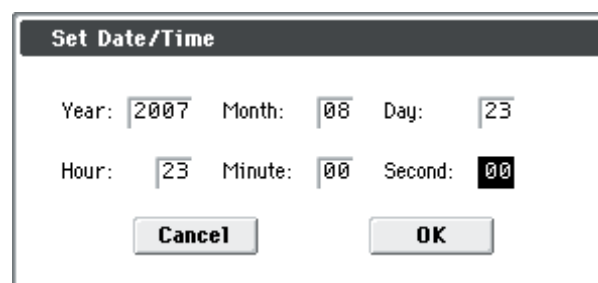 Set Date/Time
Year: 2007 Month: 08 Day: 23
Hour: 23 Minute: 00 Second: 00
Cancel OK